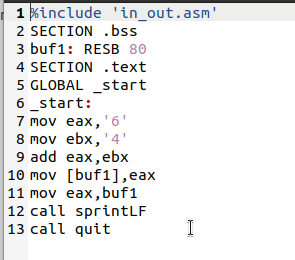 1 %include 'in_out.asm'
2 SECTION .bss
3 buf1: RESB 80
4 SECTION .text
5 GLOBAL _start
6 _start:
7 mov eax,'6'
8 mov ebx,'4'
9 add eax,ebx
10 mov [buf1],eax
11 mov eax,buf1
12 call sprintLF
13 call quit